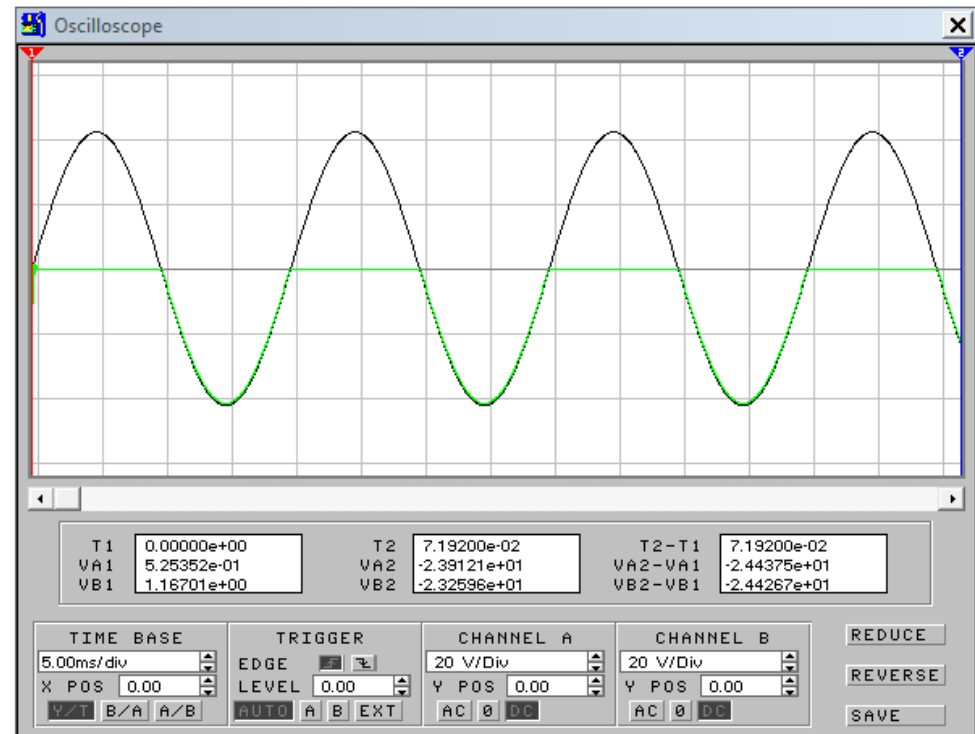 Oscilloscope
1 2
T1 0.00000e+00 T2 7.19200e-02 T2-T1 7.19200e-02
VA1 5.25352e-01 VA2 -2.39121e+01 VA2-VA1 -2.44375e+01
VB1 1.16701e+00 VB2 -2.32596e+01 VB2-VB1 -2.44267e+01
TIME BASE TRIGGER CHANNEL A CHANNEL B REDUCE
5.00ms/div EDGE 20 V/Div 20 V/Div
X POS 0.00 LEVEL 0.00 Y POS 0.00 Y POS 0.00 REVERSE
Y/T B/A A/B AUTO A B EXT AC 0 DC AC 0 DC SAVE